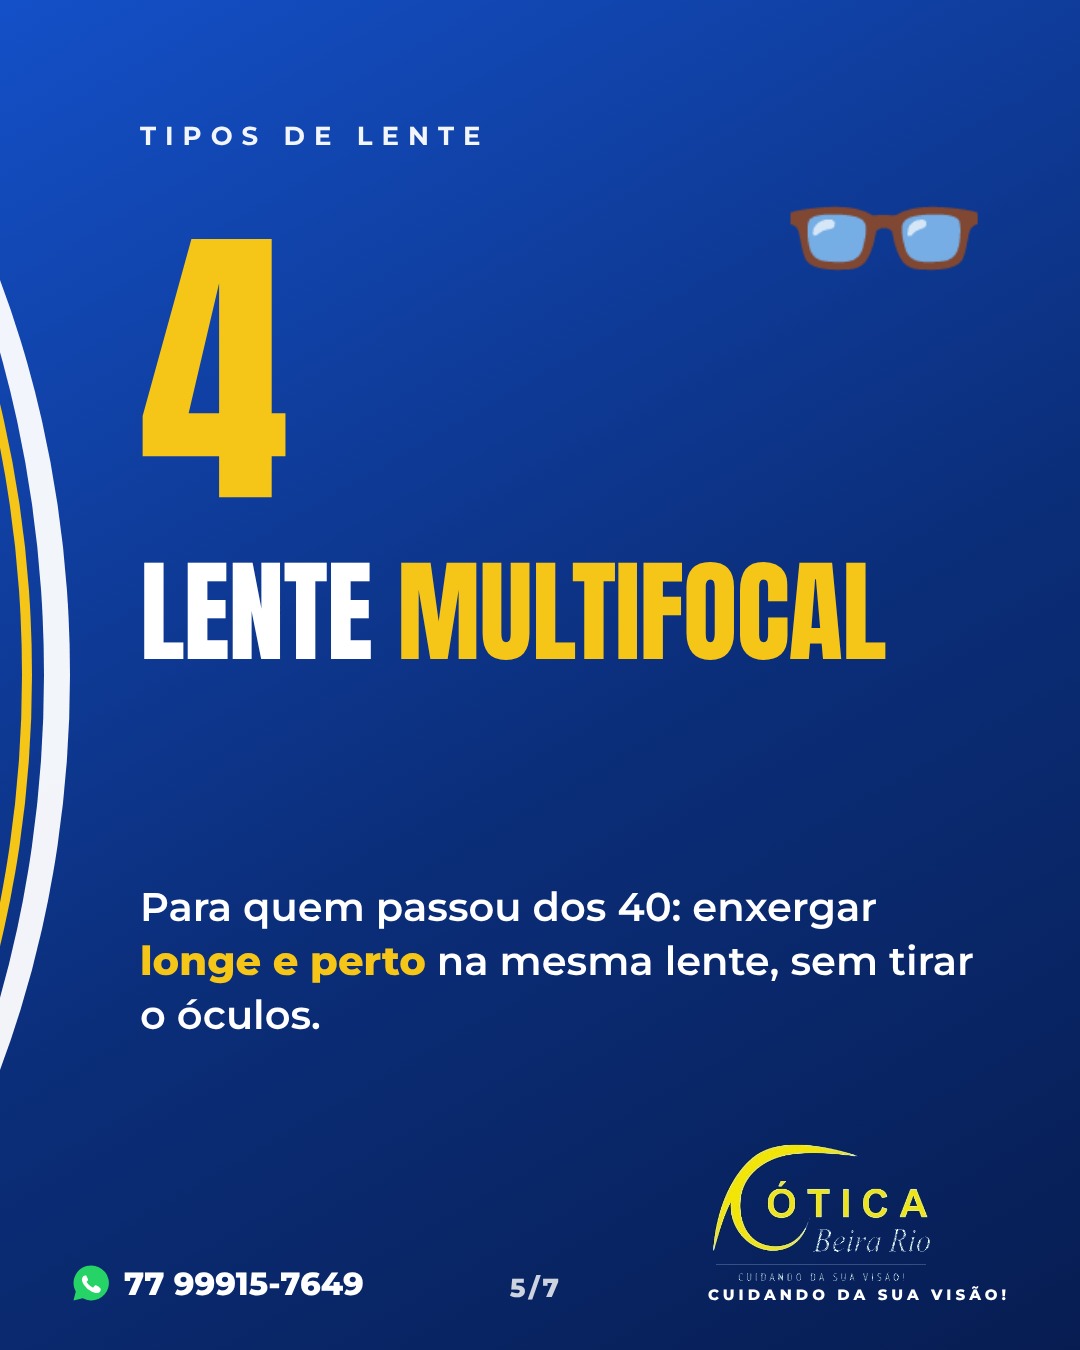 TIPOS DE LENTE
4
LENTE MULTIFOCAL
Para quem passou dos 40: enxergar
longe e perto na mesma lente, sem tirar
o óculos.
ÓTICA
Beira Rio
CUIDANDO DA SUA VISÃO!
CUIDANDO DA SUA VISÃO!
77 99915-7649
5/7